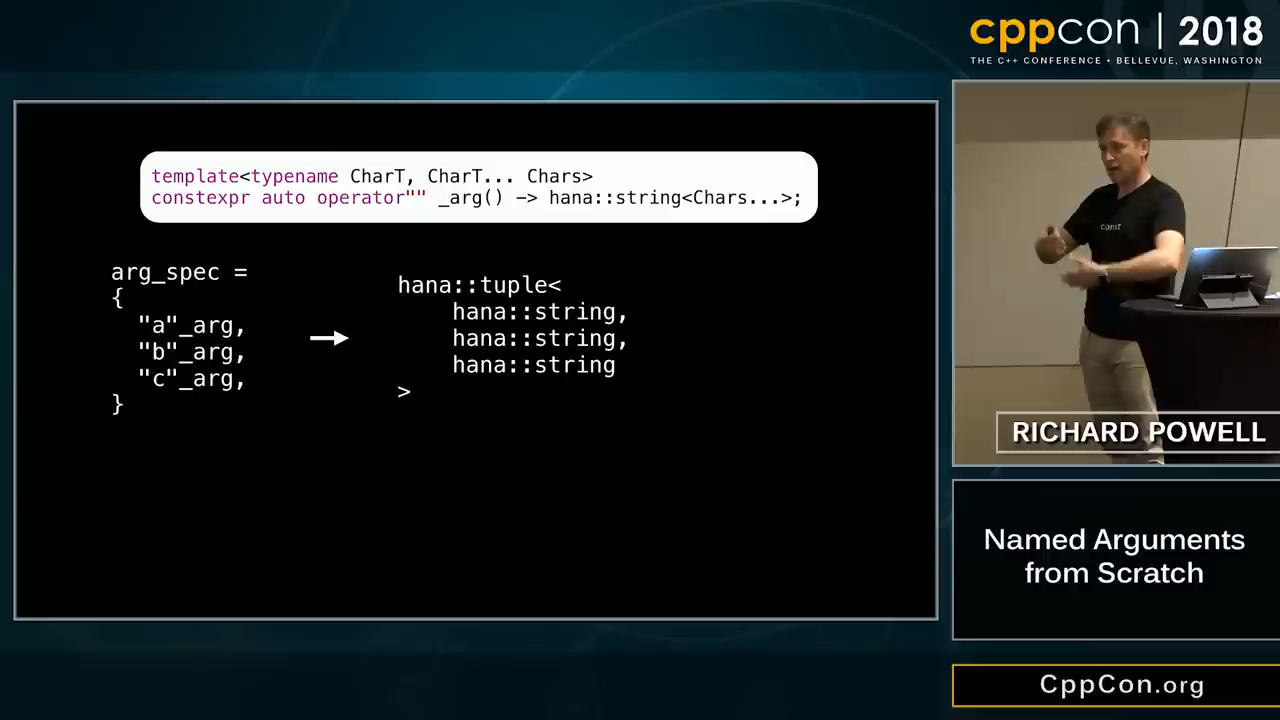 cppcon | 2018
THE C++ CONFERENCE • BELLEVUE, WASHINGTON
template<typename CharT, CharT... Chars>
constexpr auto operator"" _arg() -> hana::string<Chars...>;
arg_spec =
{
"a"_arg,
"b"_arg,
"c"_arg,
}
hana::tuple<
hana::string,
hana::string,
hana::string
>
const
RICHARD POWELL
Named Arguments
from Scratch
CppCon.org